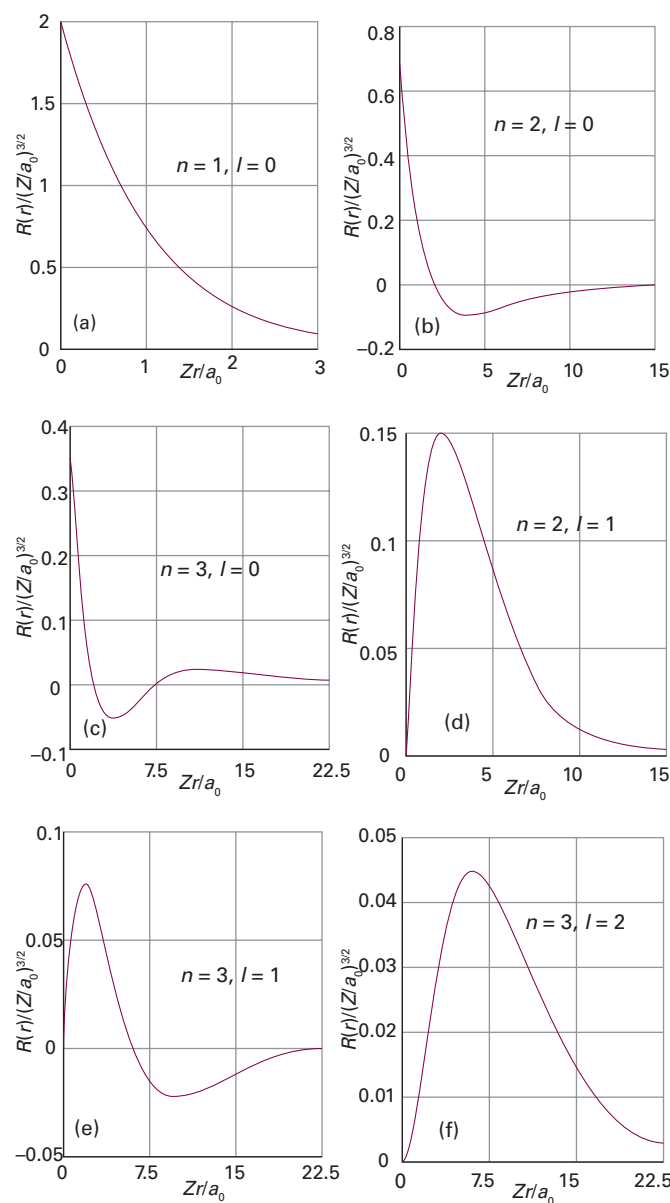 2
1.5
1
0.5
0
R(r)/(Z/a₀)^3/2
n = 1, l = 0
(a)
0 1 2 3
Zr/a₀
0.8
0.6
0.4
0.2
0
–0.2
R(r)/(Z/a₀)^3/2
n = 2, l = 0
(b)
0 5 10 15
Zr/a₀
0.4
0.3
0.2
0.1
0
–0.1
R(r)/(Z/a₀)^3/2
n = 3, l = 0
(c)
0 7.5 15 22.5
Zr/a₀
0.15
0.1
0.05
0
R(r)/(Z/a₀)^3/2
n = 2, l = 1
(d)
0 5 10 15
Zr/a₀
0.1
0.05
0
–0.05
R(r)/(Z/a₀)^3/2
n = 3, l = 1
(e)
0 7.5 15 22.5
Zr/a₀
0.05
0.04
0.03
0.02
0.01
0
R(r)/(Z/a₀)^3/2
n = 3, l = 2
(f)
0 7.5 15 22.5
Zr/a₀